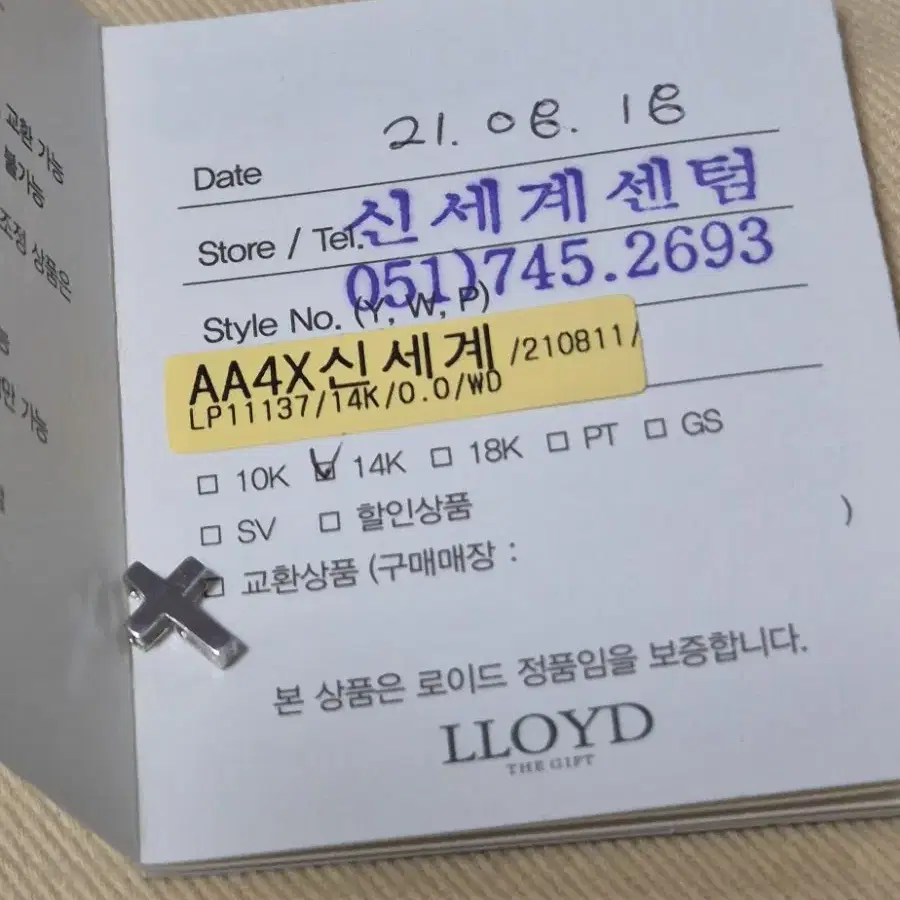 교환 가능
불가능
조정 상품은
만 가능
Date 21. 08. 18
Store / Tel. 신세계센텀
051)745.2693
Style No. (Y, W, P)
AA4X신세계 /210811/
LP11137/14K/0.0/WD
□ 10K ☑ 14K □ 18K □ PT □ GS
□ SV □ 할인상품
□ 교환상품 (구매매장 : )
본 상품은 로이드 정품임을 보증합니다.
LLOYD
THE GIFT